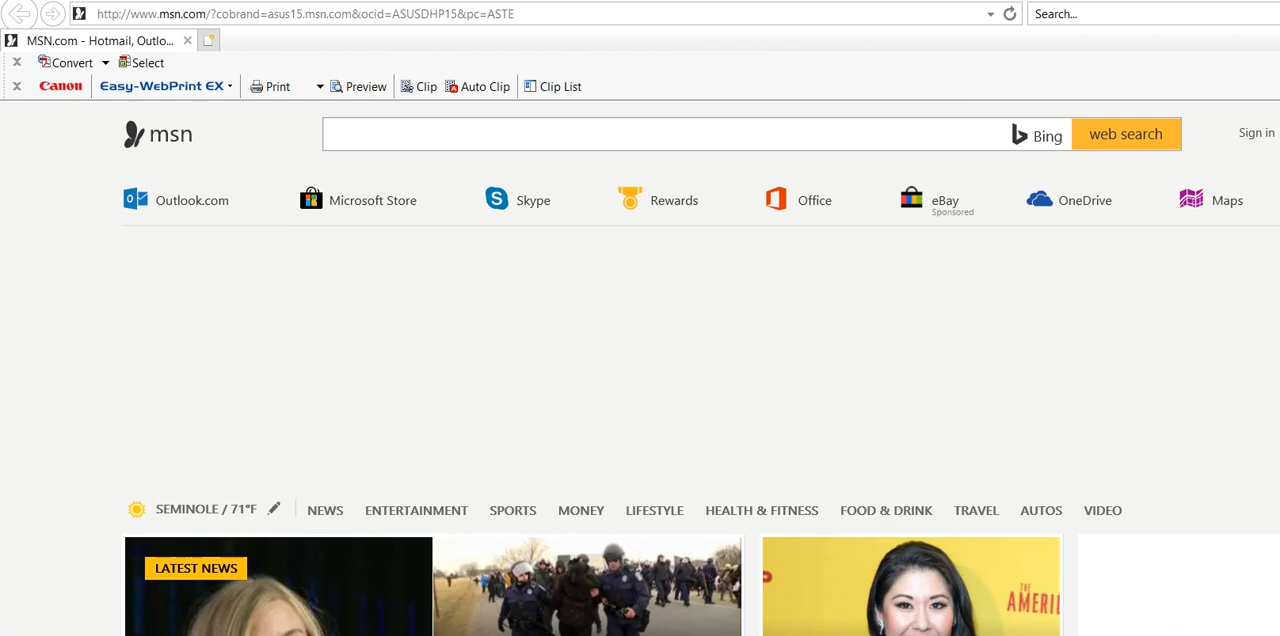 http://www.msn.com/?cobrand=asus15.msn.com&ocid=ASUSDHP15&pc=ASTE
Search...
MSN.com - Hotmail, Outlo...
Convert Select
Canon Easy-WebPrint EX Print Preview Clip Auto Clip Clip List
msn Bing web search Sign in
Outlook.com Microsoft Store Skype Rewards Office eBay OneDrive Maps
Sponsored
SEMINOLE / 71°F NEWS ENTERTAINMENT SPORTS MONEY LIFESTYLE HEALTH & FITNESS FOOD & DRINK TRAVEL AUTOS VIDEO
LATEST NEWS
THE
AMERI